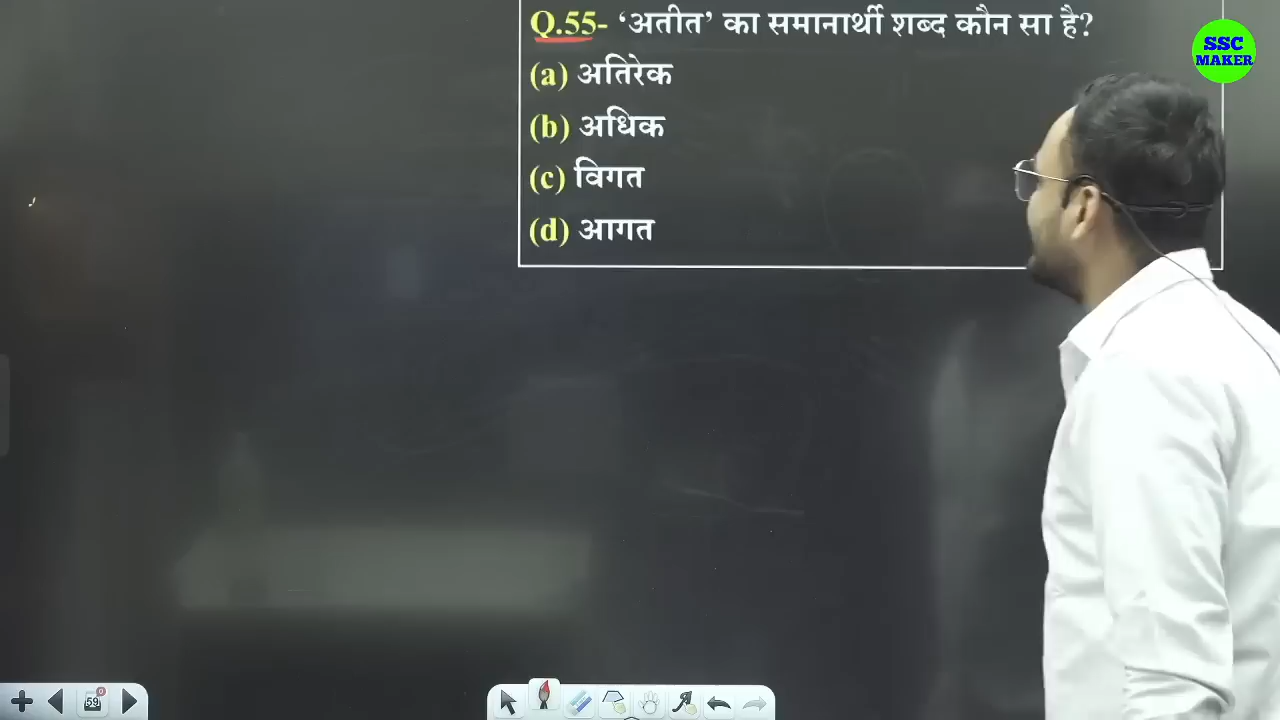 Q.55- ‘अतीत’ का समानार्थी शब्द कौन सा है?
(a) अतिरेक
(b) अधिक
(c) विगत
(d) आगत
SSC
MAKER
59